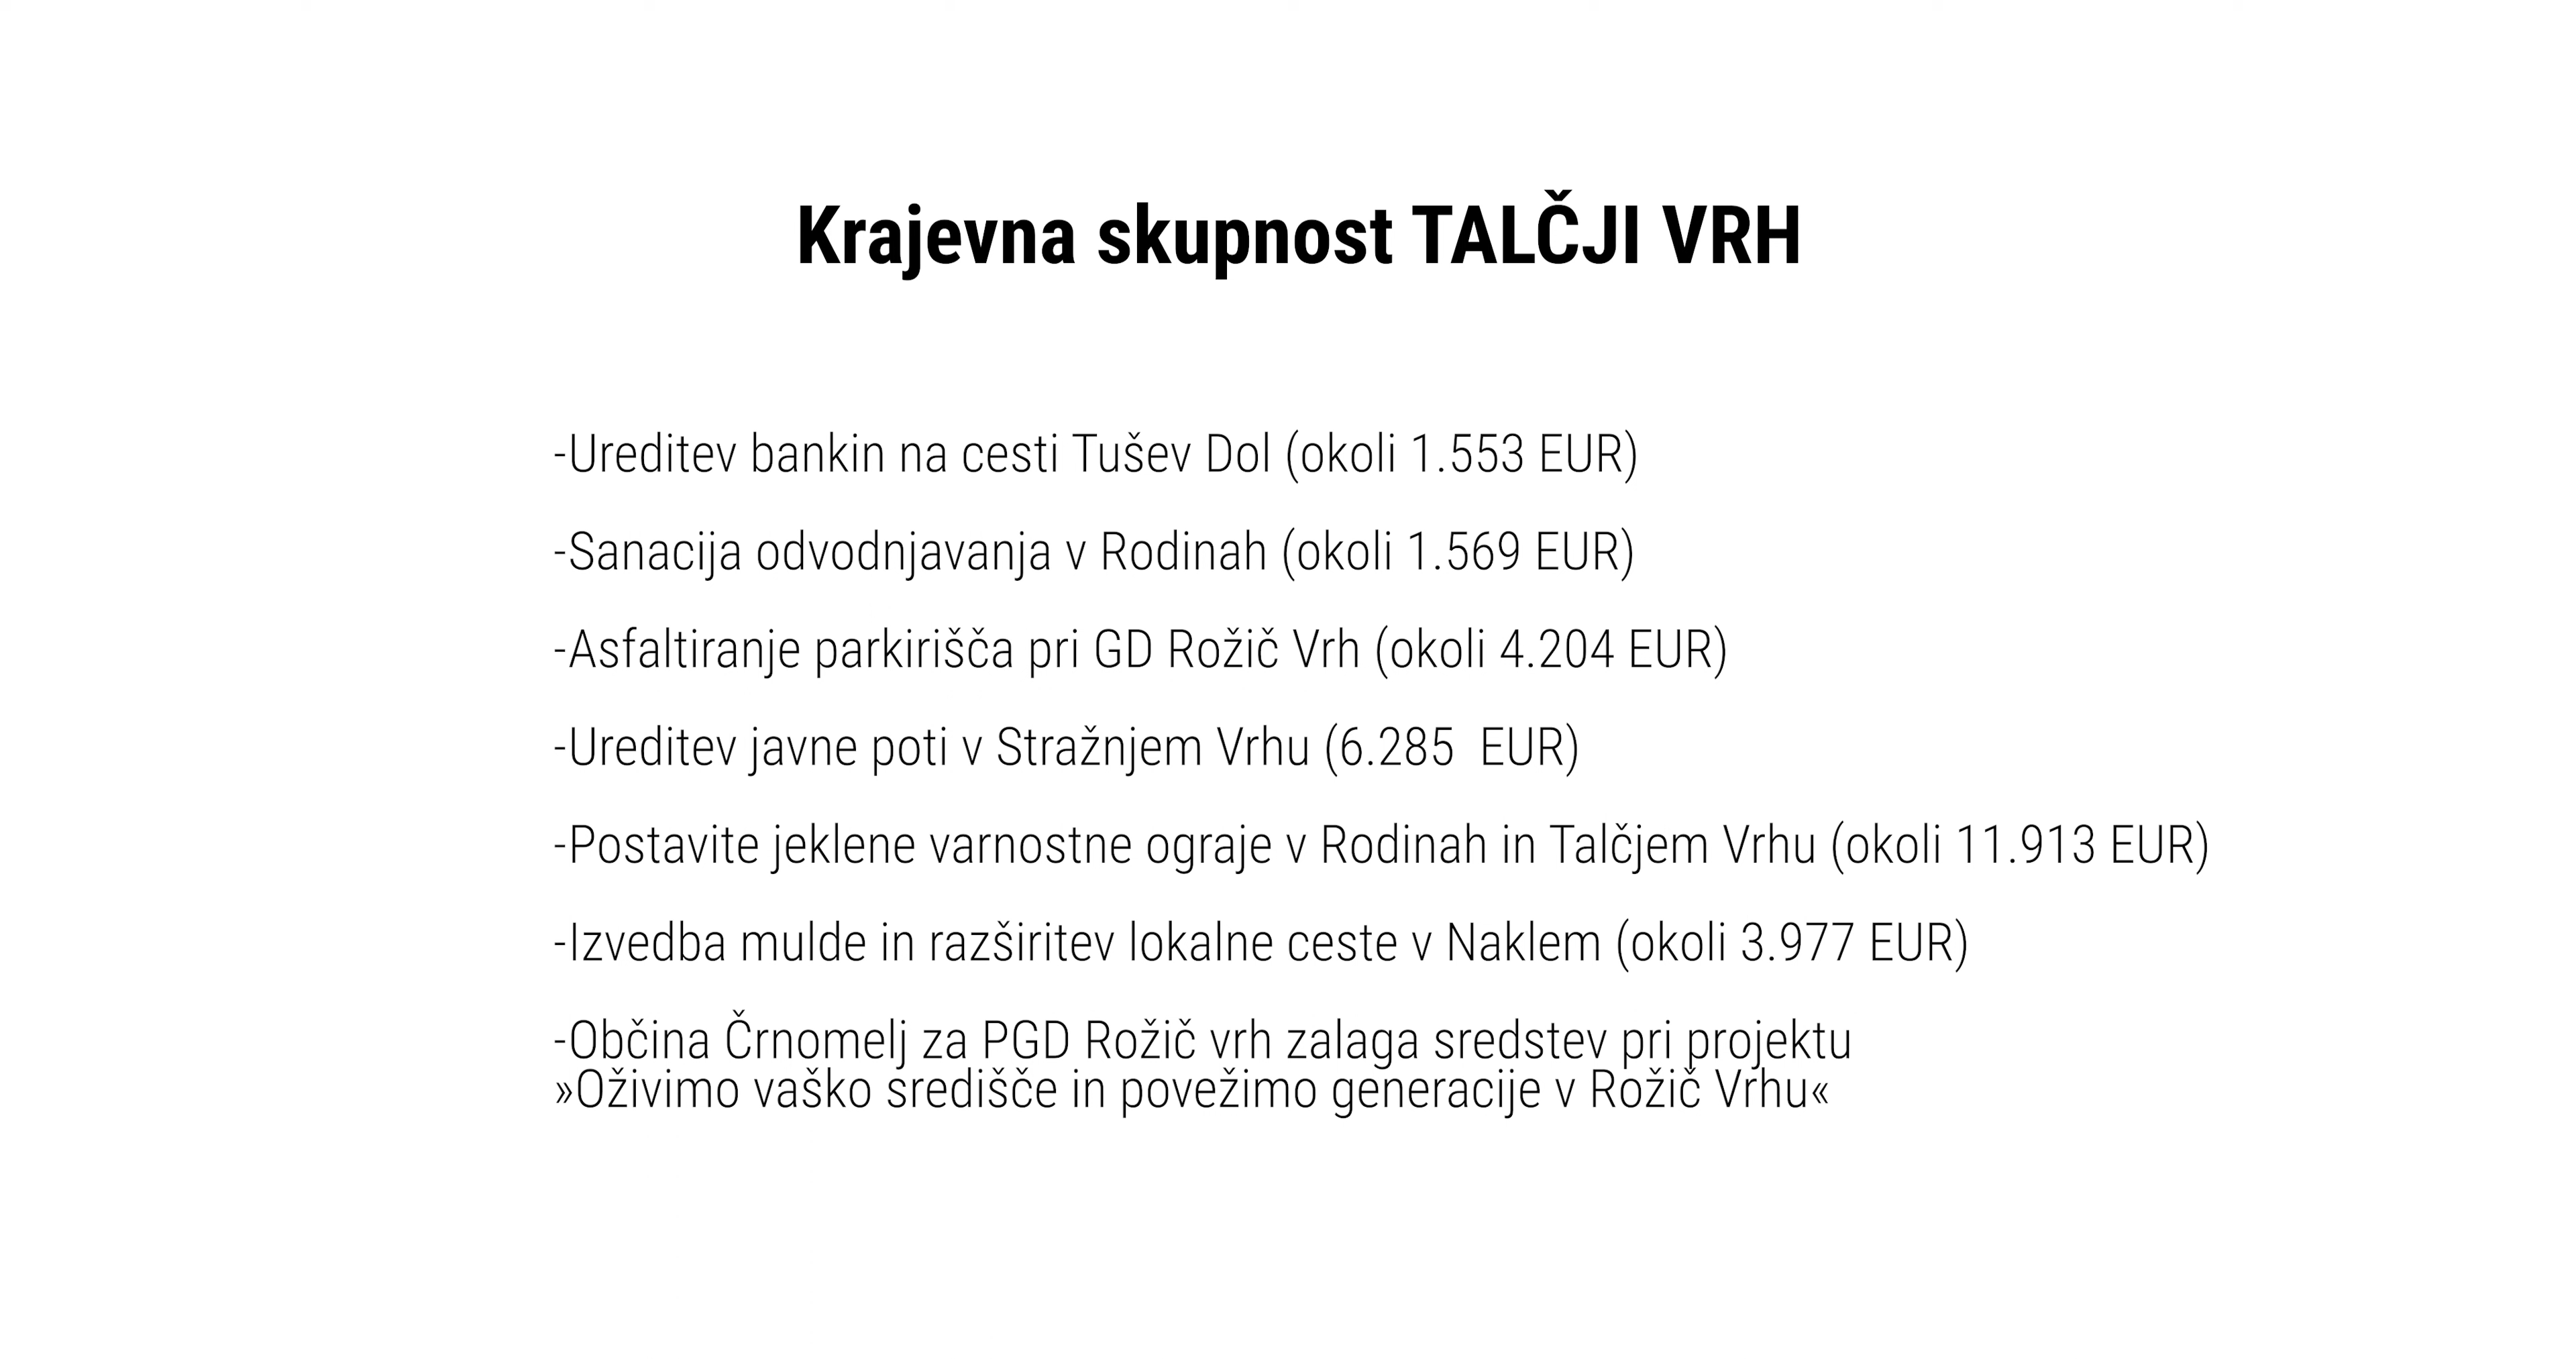 Krajevna skupnost TALČJI VRH
-Ureditev bankin na cesti Tušev Dol (okoli 1.553 EUR)
-Sanacija odvodnjavanja v Rodinah (okoli 1.569 EUR)
-Asfaltiranje parkirišča pri GD Rožič Vrh (okoli 4.204 EUR)
-Ureditev javne poti v Stražnjem Vrhu (6.285  EUR)
-Postavite jeklene varnostne ograje v Rodinah in Talčjem Vrhu (okoli 11.913 EUR)
-Izvedba mulde in razširitev lokalne ceste v Naklem (okoli 3.977 EUR)
-Občina Črnomelj za PGD Rožič vrh zalaga sredstev pri projektu
»Oživimo vaško središče in povežimo generacije v Rožič Vrhu«